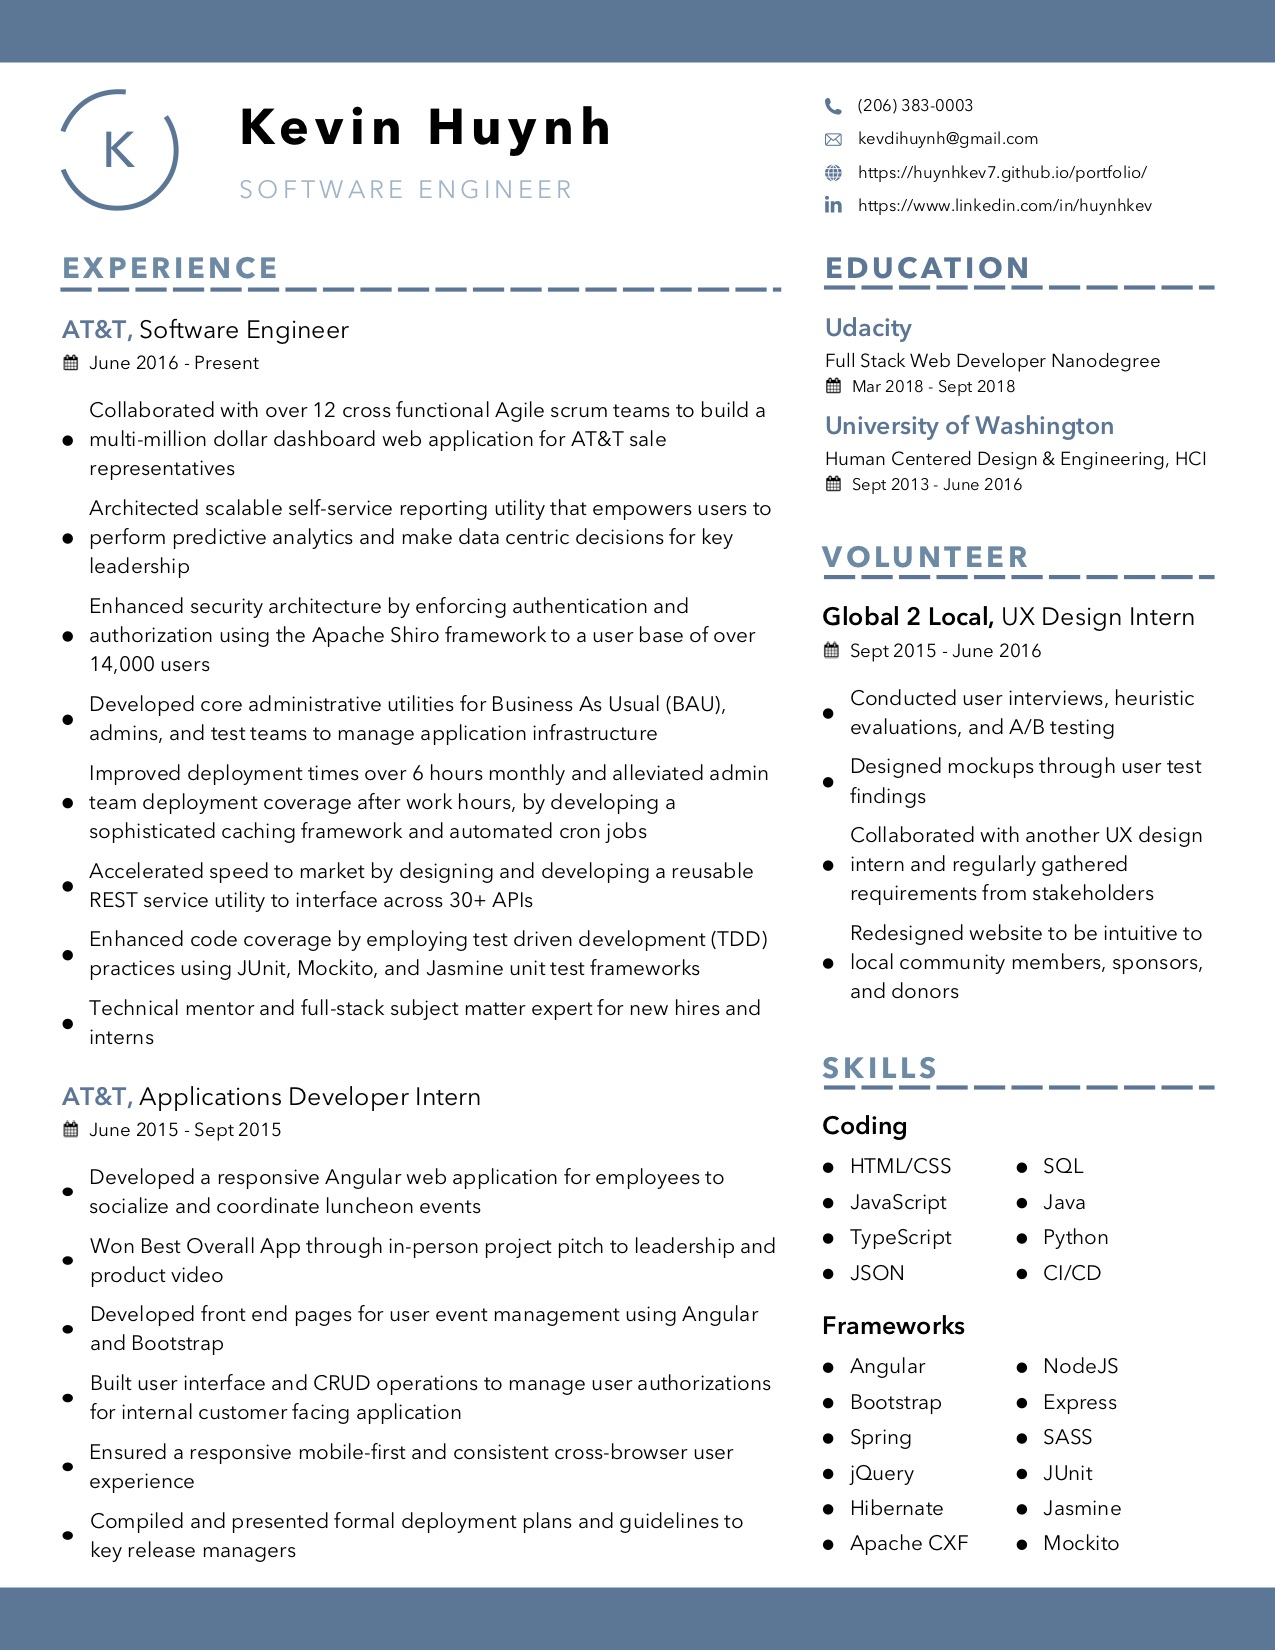 K
Kevin Huynh
SOFTWARE ENGINEER
(206) 383-0003
kevdihuynh@gmail.com
https://huynhkev7.github.io/portfolio/
in https://www.linkedin.com/in/huynhkev
EXPERIENCE
AT&T, Software Engineer
June 2016 - Present
Collaborated with over 12 cross functional Agile scrum teams to build a
multi-million dollar dashboard web application for AT&T sale
representatives
Architected scalable self-service reporting utility that empowers users to
perform predictive analytics and make data centric decisions for key
leadership
Enhanced security architecture by enforcing authentication and
authorization using the Apache Shiro framework to a user base of over
14,000 users
Developed core administrative utilities for Business As Usual (BAU),
admins, and test teams to manage application infrastructure
Improved deployment times over 6 hours monthly and alleviated admin
team deployment coverage after work hours, by developing a
sophisticated caching framework and automated cron jobs
Accelerated speed to market by designing and developing a reusable
REST service utility to interface across 30+ APIs
Enhanced code coverage by employing test driven development (TDD)
practices using JUnit, Mockito, and Jasmine unit test frameworks
Technical mentor and full-stack subject matter expert for new hires and
interns
AT&T, Applications Developer Intern
June 2015 - Sept 2015
Developed a responsive Angular web application for employees to
socialize and coordinate luncheon events
Won Best Overall App through in-person project pitch to leadership and
product video
Developed front end pages for user event management using Angular
and Bootstrap
Built user interface and CRUD operations to manage user authorizations
for internal customer facing application
Ensured a responsive mobile-first and consistent cross-browser user
experience
Compiled and presented formal deployment plans and guidelines to
key release managers
EDUCATION
Udacity
Full Stack Web Developer Nanodegree
Mar 2018 - Sept 2018
University of Washington
Human Centered Design & Engineering, HCI
Sept 2013 - June 2016
VOLUNTEER
Global 2 Local, UX Design Intern
Sept 2015 - June 2016
Conducted user interviews, heuristic
evaluations, and A/B testing
Designed mockups through user test
findings
Collaborated with another UX design
intern and regularly gathered
requirements from stakeholders
Redesigned website to be intuitive to
local community members, sponsors,
and donors
SKILLS
Coding
HTML/CSS
JavaScript
TypeScript
JSON
SQL
Java
Python
CI/CD
Frameworks
Angular
Bootstrap
Spring
jQuery
Hibernate
Apache CXF
NodeJS
Express
SASS
JUnit
Jasmine
Mockito